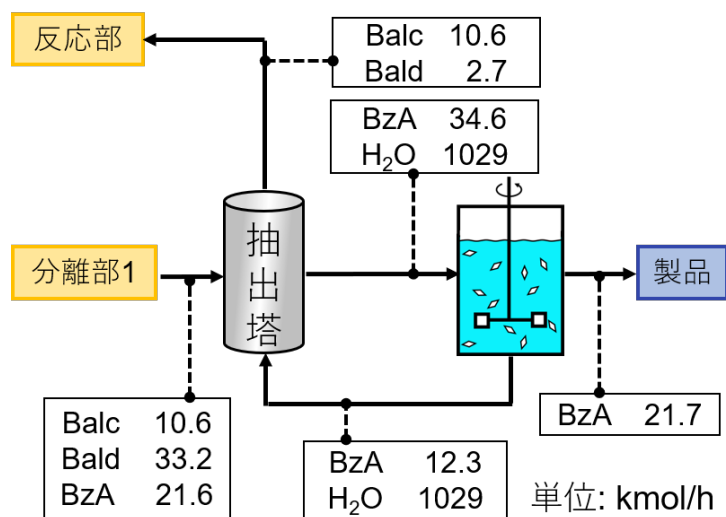 反応部
Balc 10.6
Bald 2.7
BzA 34.6
H₂O 1029
分離部1
抽出塔
製品
Balc 10.6
Bald 33.2
BzA 21.6
BzA 12.3
H₂O 1029
BzA 21.7
単位: kmol/h